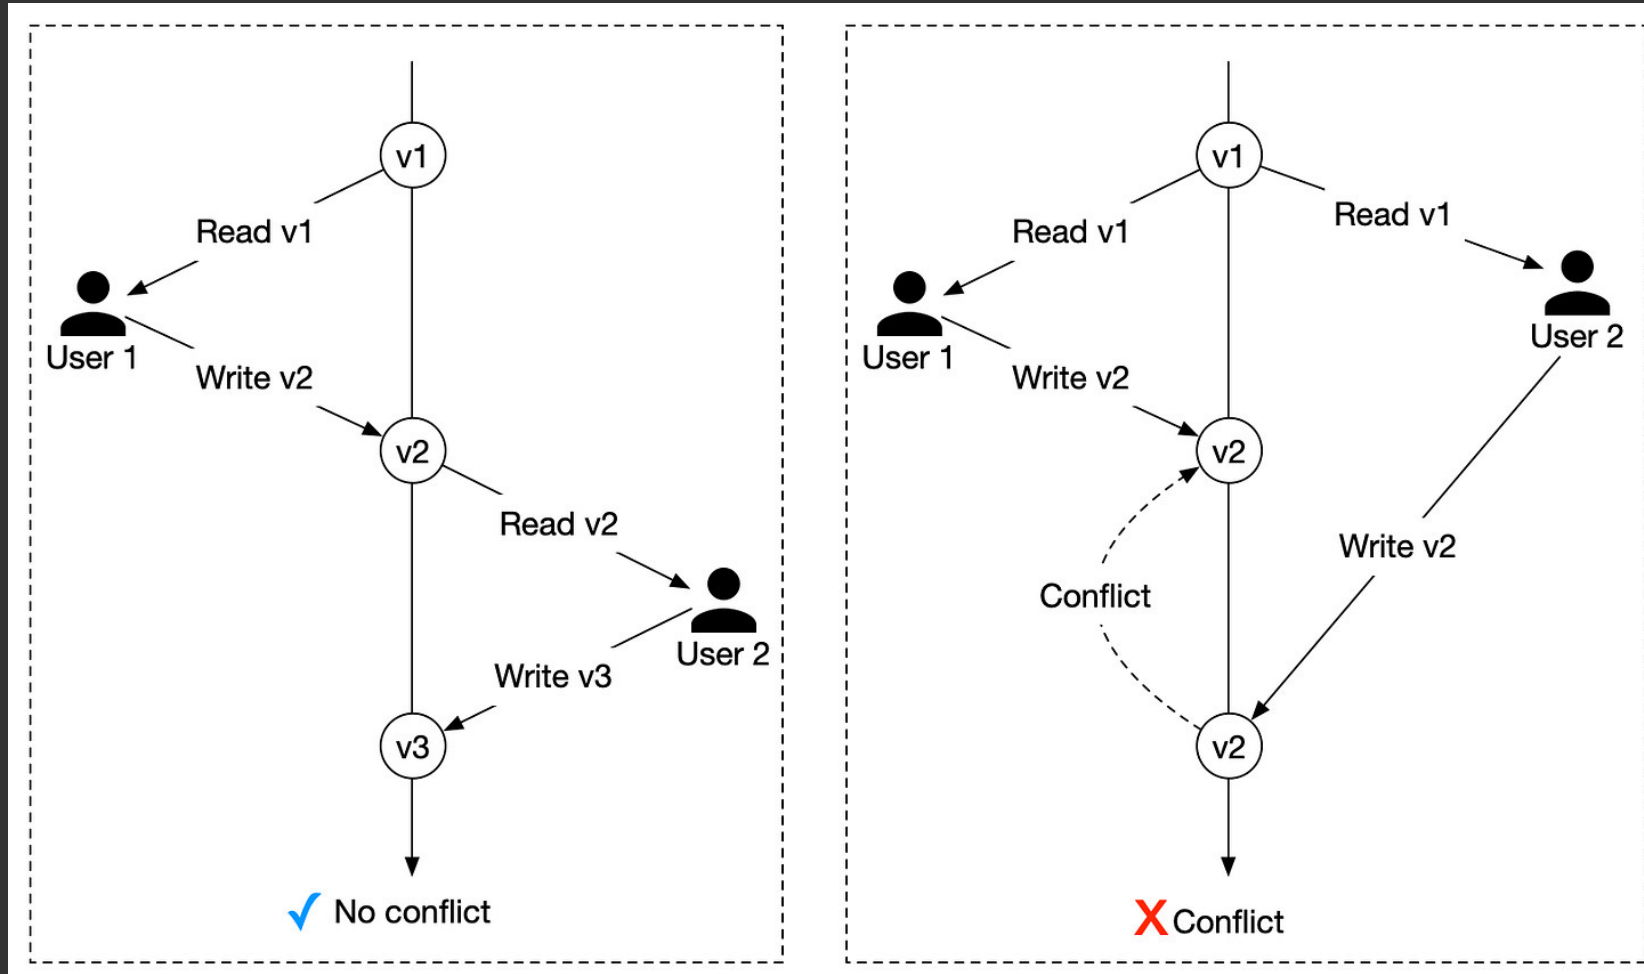 v1
Read v1
User 1
Write v2
v2
Read v2
User 2
Write v3
v3
No conflict
v1
Read v1
Read v1
User 1
User 2
Write v2
v2
Write v2
Conflict
v2
X Conflict